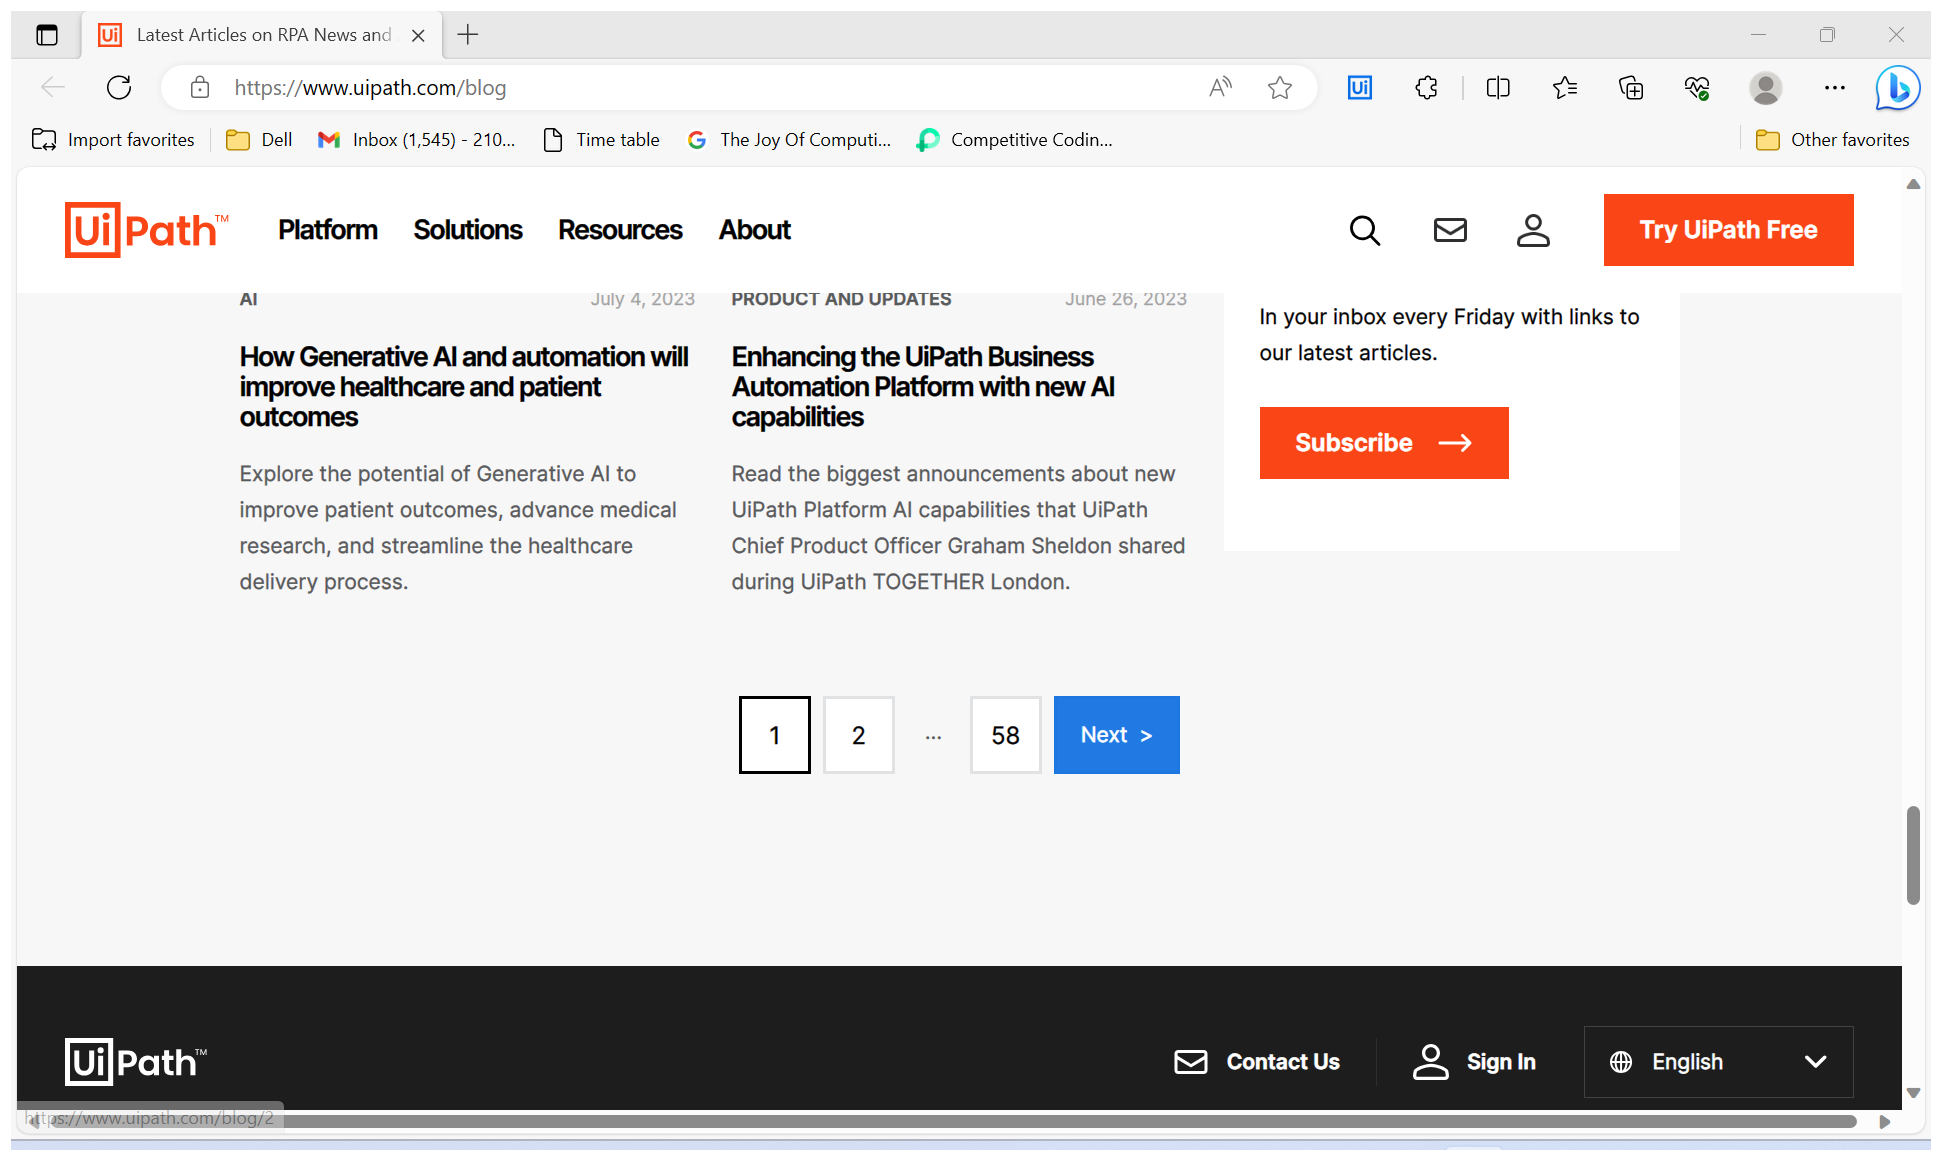 Latest Articles on RPA News and
https://www.uipath.com/blog
Import favorites
Dell
Inbox (1,545) - 210...
Time table
The Joy Of Computi...
Competitive Codin...
Other favorites
UiPath™
Platform
Solutions
Resources
About
Try UiPath Free
AI
July 4, 2023
How Generative AI and automation will
improve healthcare and patient
outcomes
Explore the potential of Generative AI to
improve patient outcomes, advance medical
research, and streamline the healthcare
delivery process.
PRODUCT AND UPDATES
June 26, 2023
Enhancing the UiPath Business
Automation Platform with new AI
capabilities
Read the biggest announcements about new
UiPath Platform AI capabilities that UiPath
Chief Product Officer Graham Sheldon shared
during UiPath TOGETHER London.
In your inbox every Friday with links to
our latest articles.
Subscribe
1
2
...
58
Next >
UiPath™
Contact Us
Sign In
English
https://www.uipath.com/blog/2